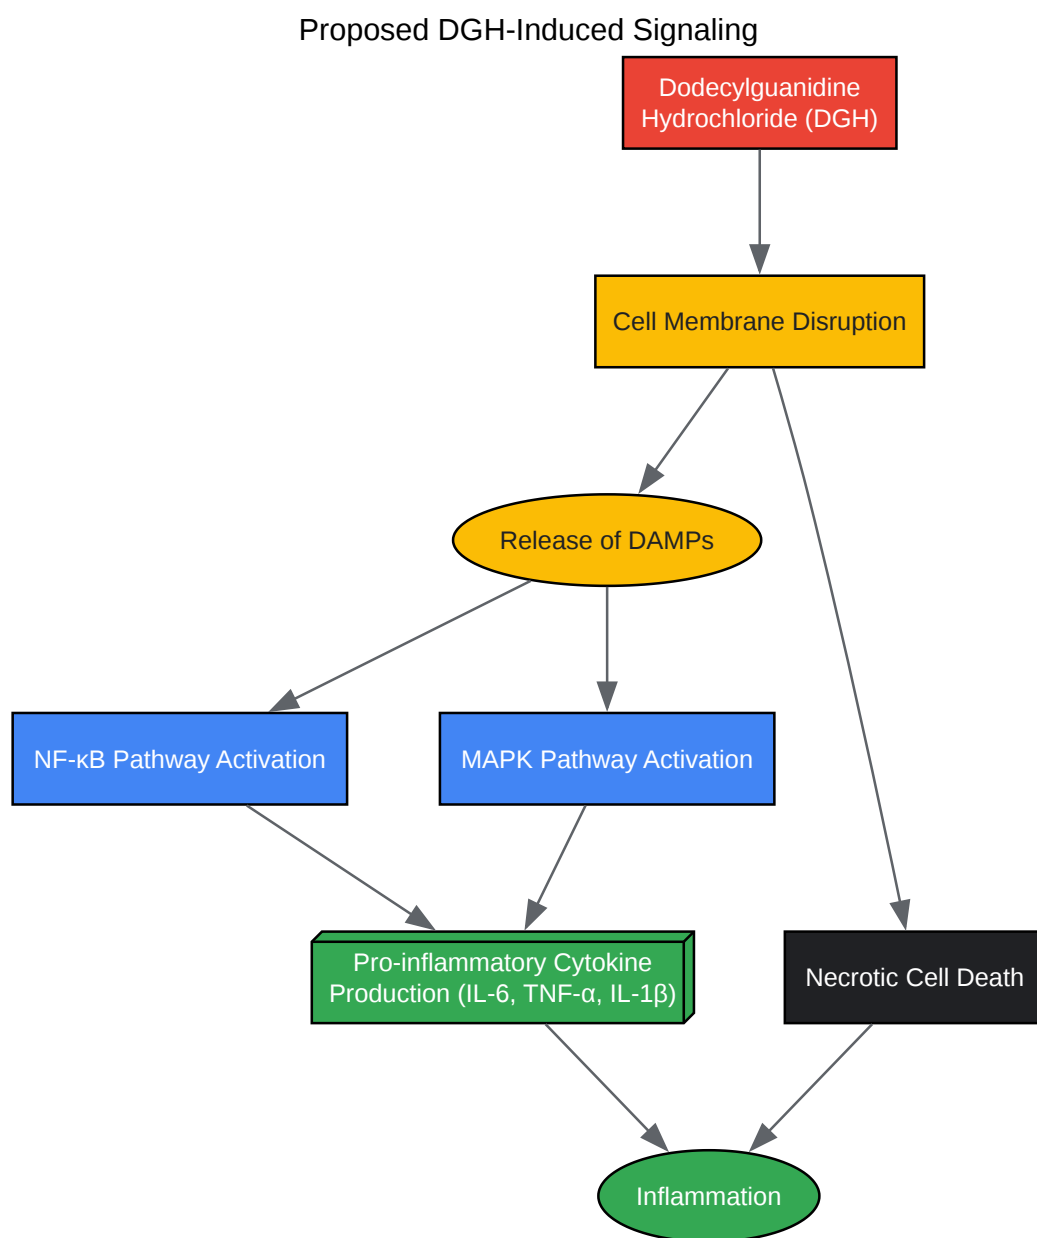 Proposed DGH-Induced Signaling
Dodecylguanidine
Hydrochloride (DGH)
Cell Membrane Disruption
Release of DAMPs
NF-κB Pathway Activation
MAPK Pathway Activation
Pro-inflammatory Cytokine
Production (IL-6, TNF-α, IL-1β)
Necrotic Cell Death
Inflammation